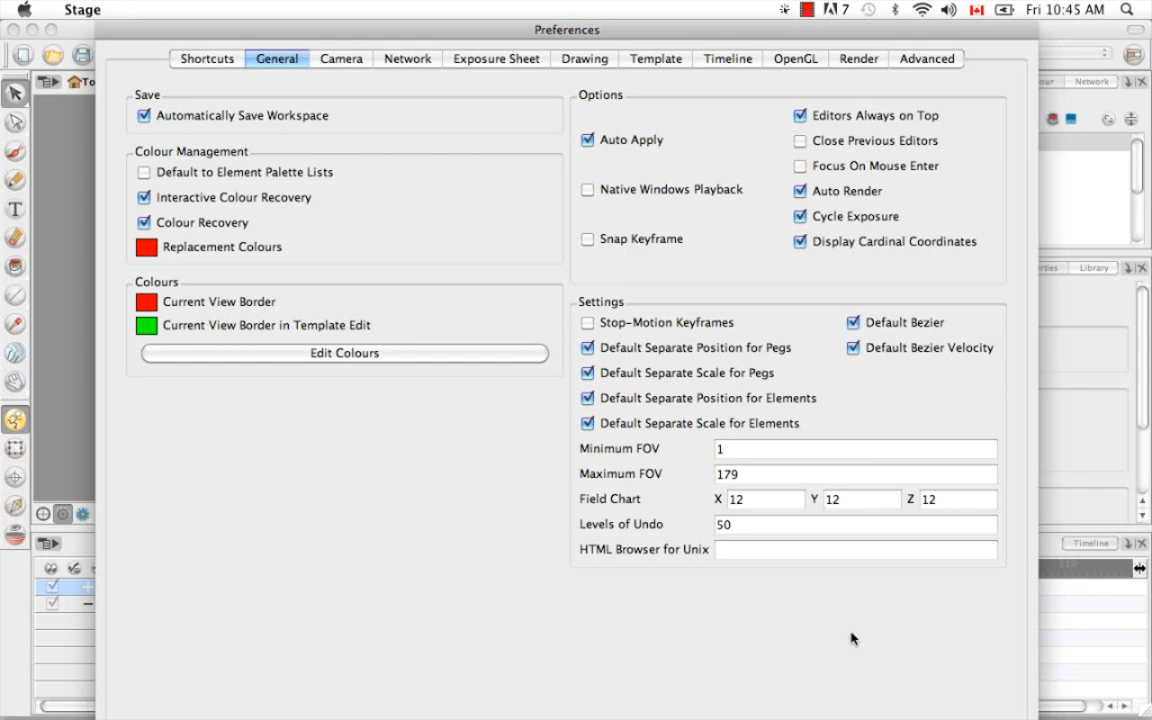 Stage
7
Fri 10:45 AM
Preferences
Shortcuts General Camera Network Exposure Sheet Drawing Template Timeline OpenGL Render Advanced
To
our
Network
Save
Automatically Save Workspace
Colour Management
Default to Element Palette Lists
Interactive Colour Recovery
Colour Recovery
Replacement Colours
Colours
Current View Border
Current View Border in Template Edit
Edit Colours
Options
Auto Apply
Native Windows Playback
Snap Keyframe
Editors Always on Top
Close Previous Editors
Focus On Mouse Enter
Auto Render
Cycle Exposure
Display Cardinal Coordinates
Settings
Stop-Motion Keyframes
Default Bezier
Default Separate Position for Pegs
Default Bezier Velocity
Default Separate Scale for Pegs
Default Separate Position for Elements
Default Separate Scale for Elements
Minimum FOV 1
Maximum FOV 179
Field Chart X 12 Y 12 Z 12
Levels of Undo 50
HTML Browser for Unix
T
rties
Library
Timeline
110